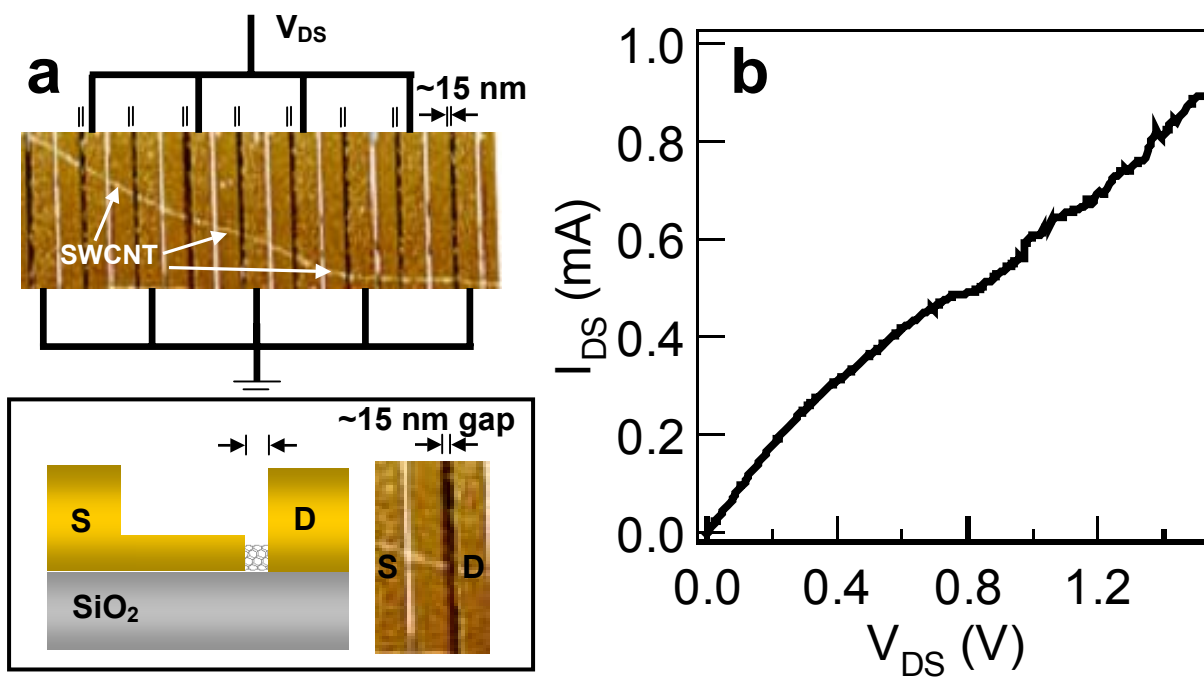 V_DS
a
~15 nm
SWCNT
~15 nm gap
S
D
SiO₂
S
D
b
1.0
0.8
0.6
0.4
0.2
0.0
I_DS (mA)
0.0 0.4 0.8 1.2
V_DS (V)